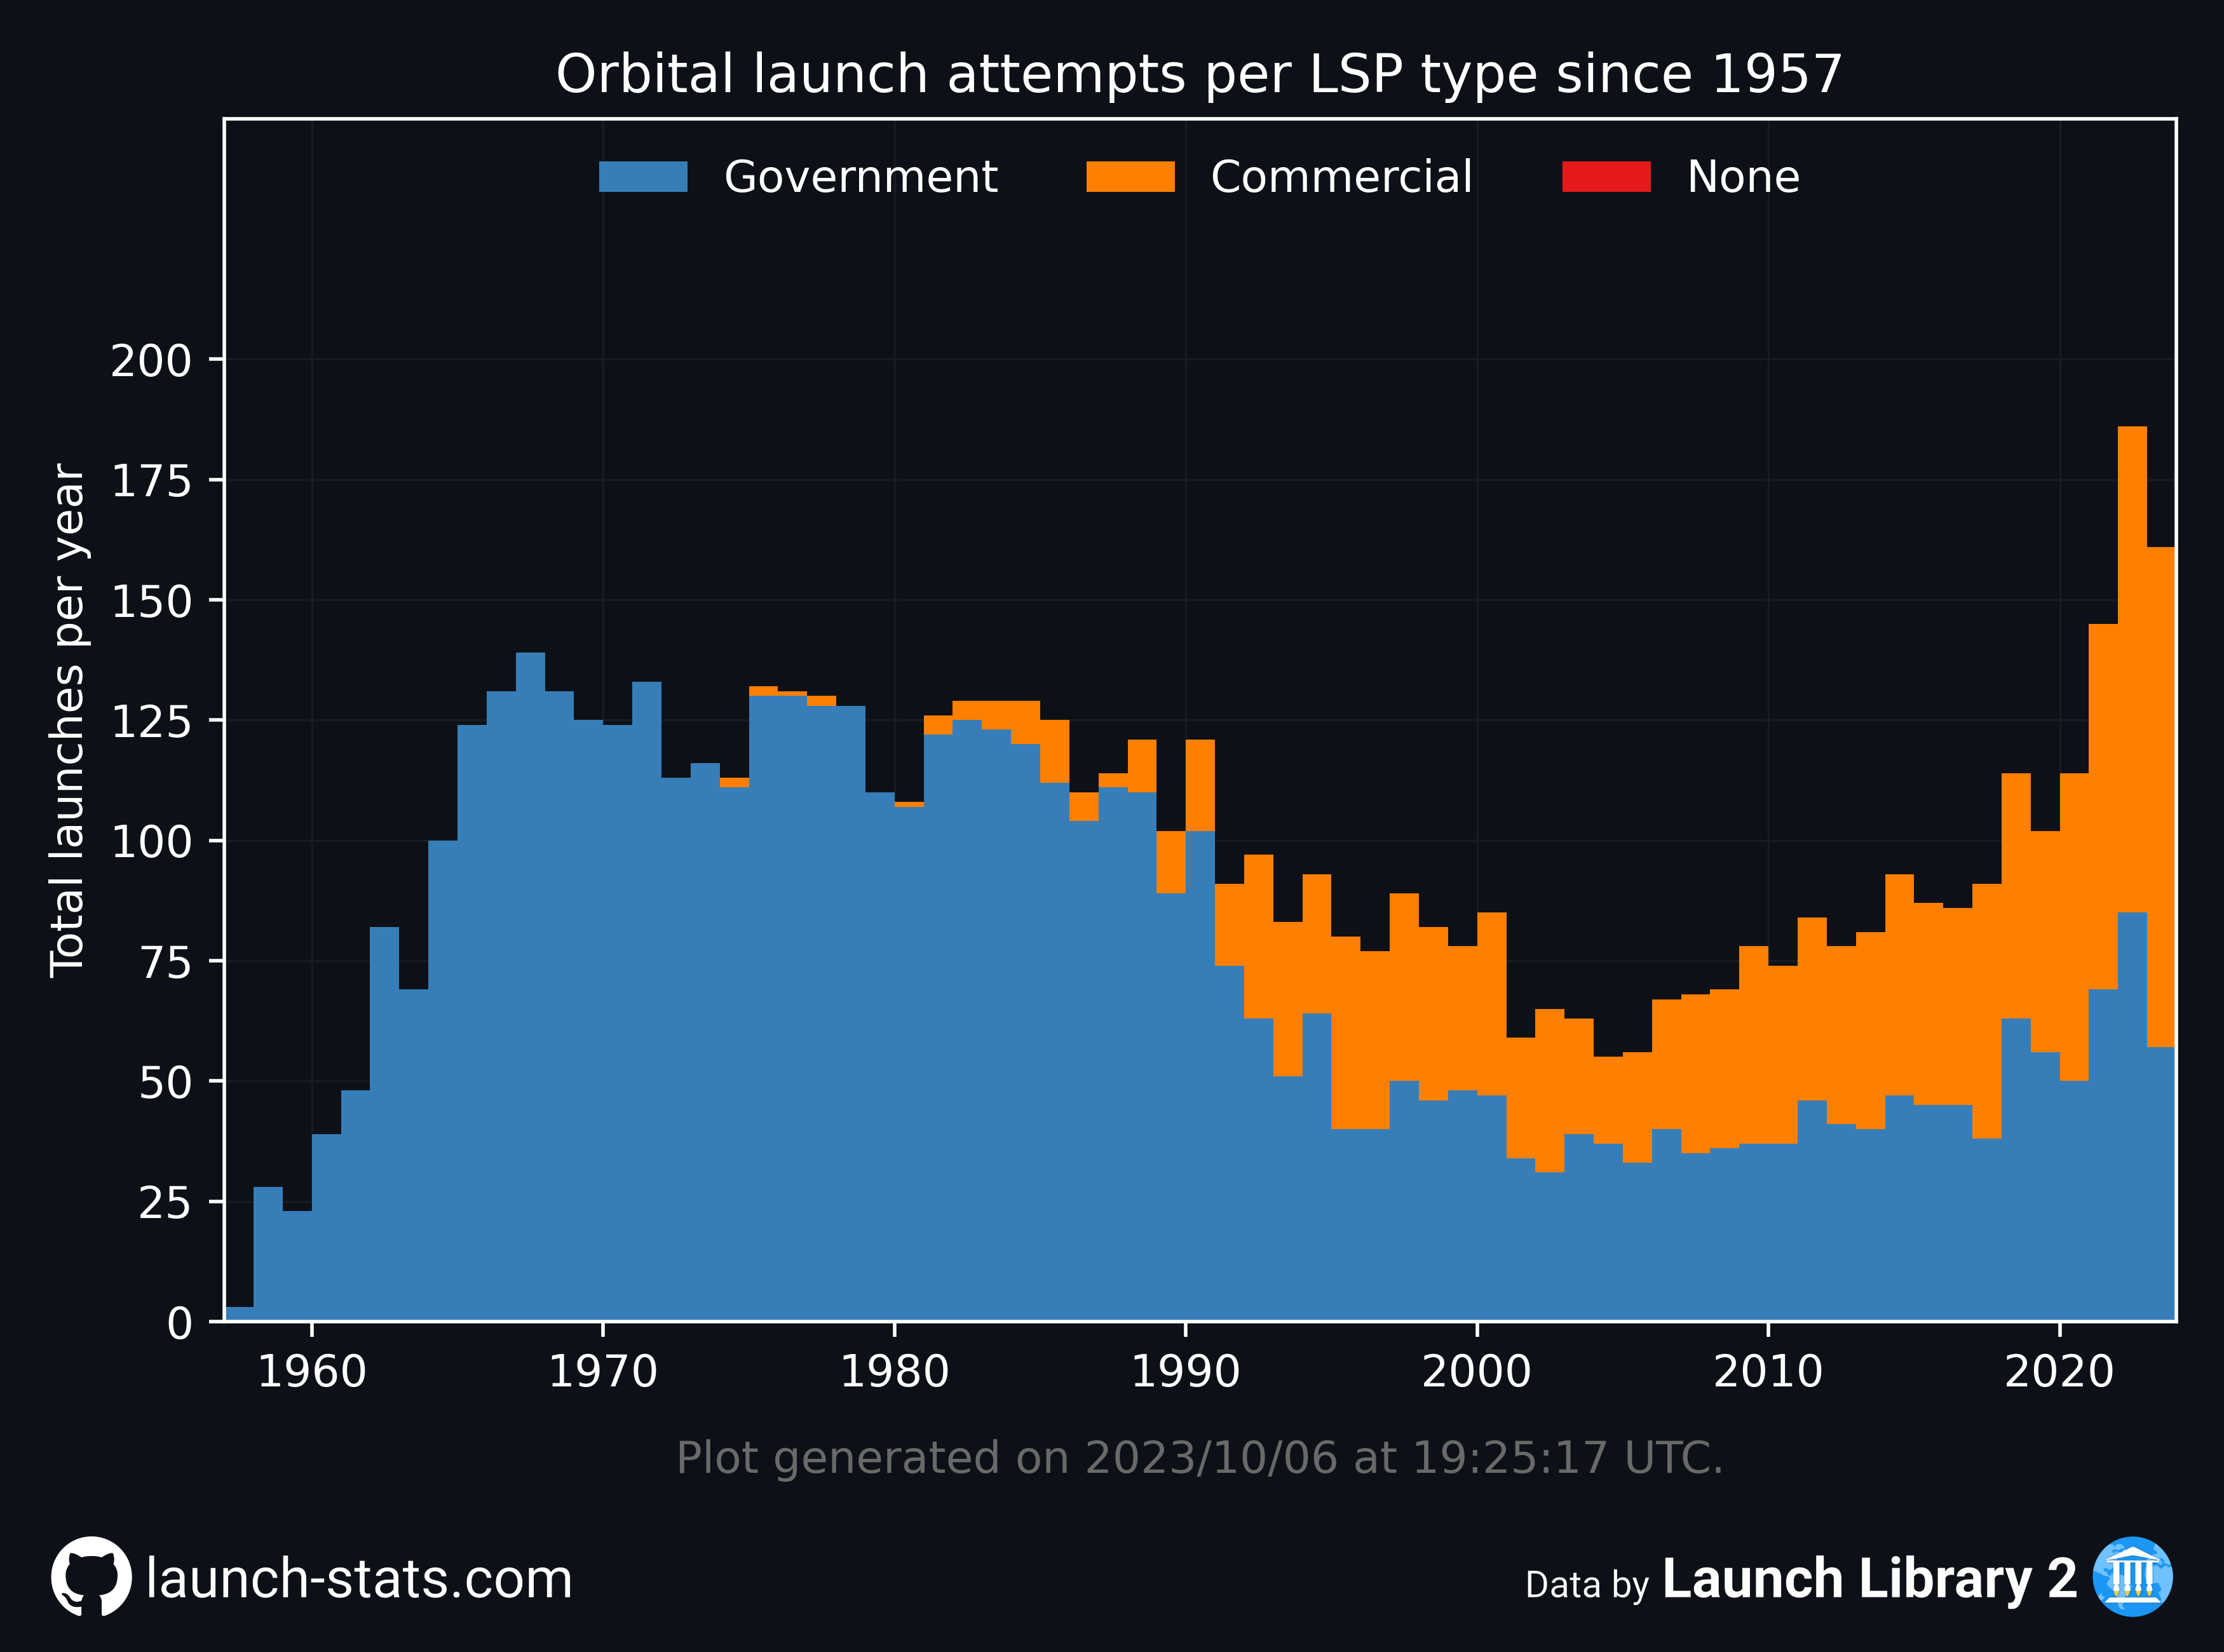 Orbital launch attempts per LSP type since 1957
Government Commercial None
Total launches per year
200
175
150
125
100
75
50
25
0
1960 1970 1980 1990 2000 2010 2020
Plot generated on 2023/10/06 at 19:25:17 UTC.
launch-stats.com
Data by Launch Library 2